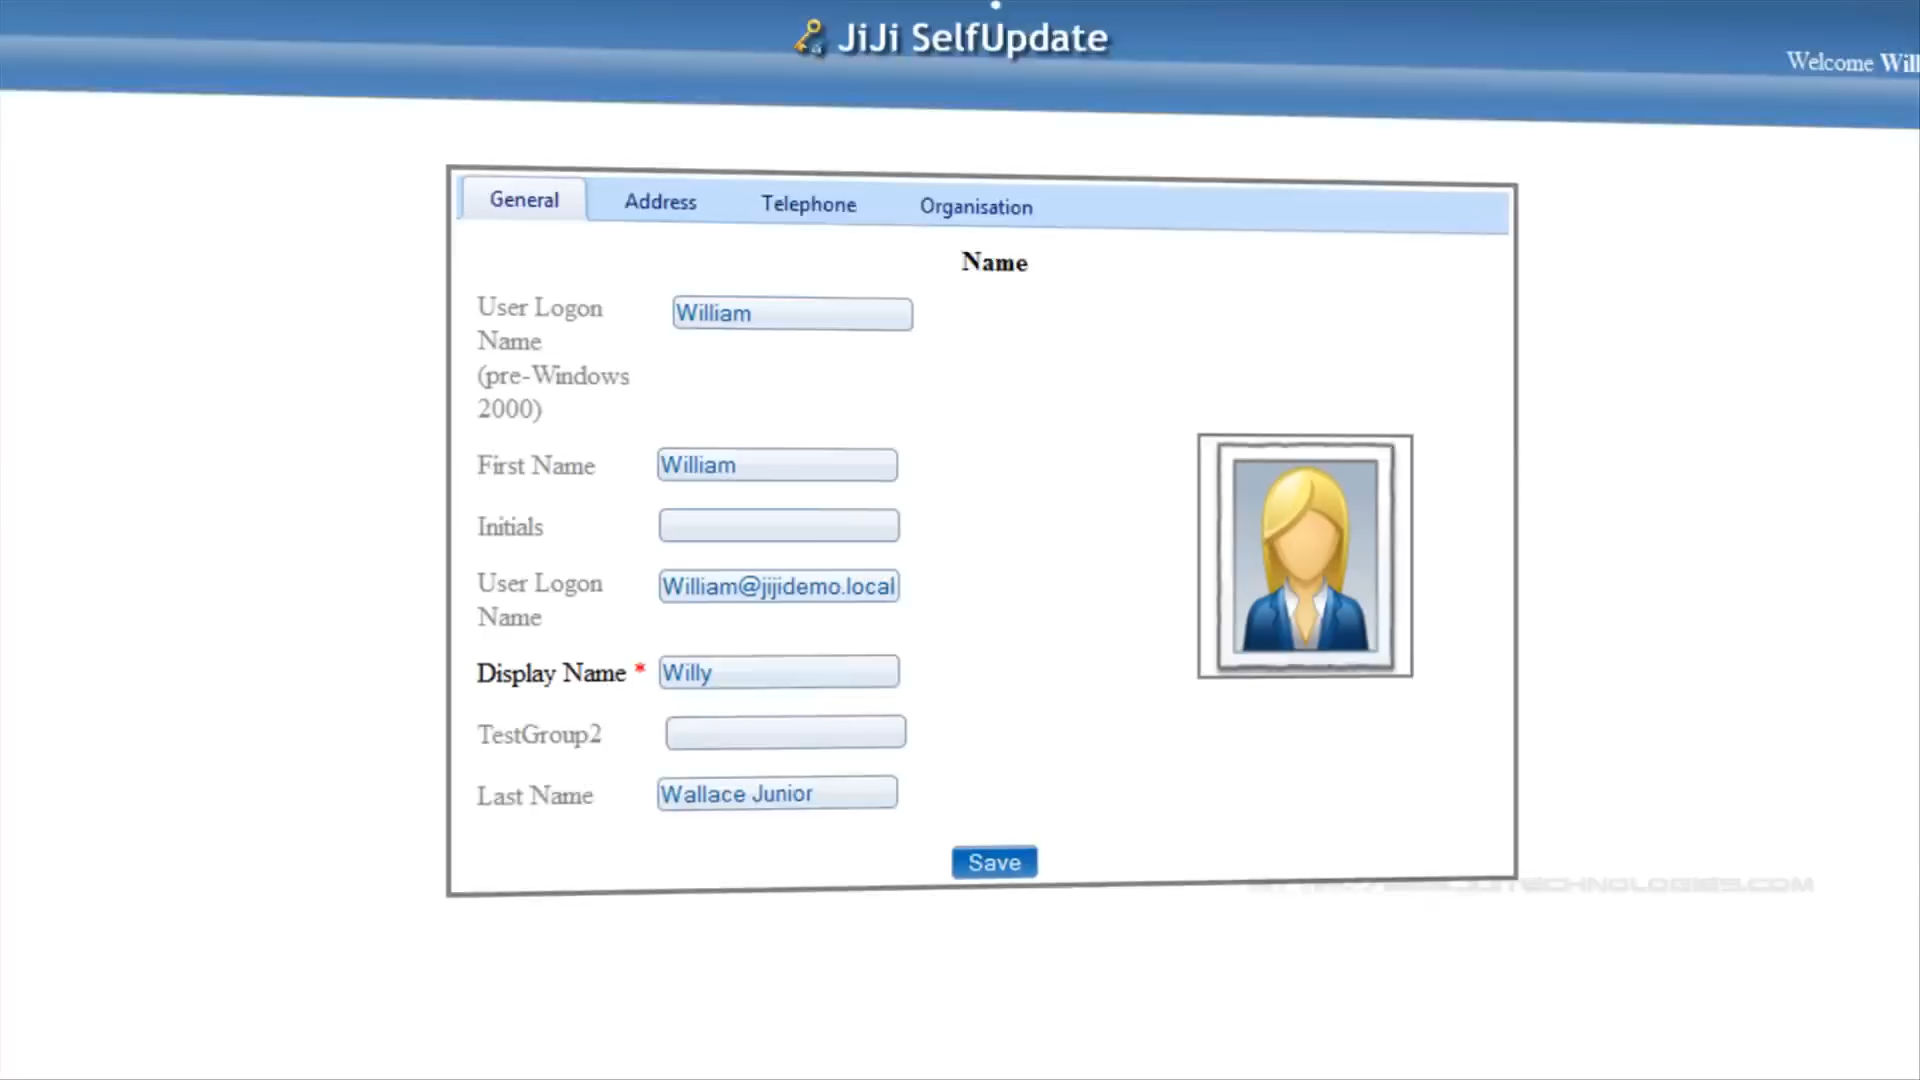 JiJi SelfUpdate
Welcome Will
General Address Telephone Organisation
Name
User Logon
Name
(pre-Windows
2000)
William
First Name William
Initials
User Logon
Name
William@jijidemo.local
Display Name * Willy
TestGroup2
Last Name Wallace Junior
Save